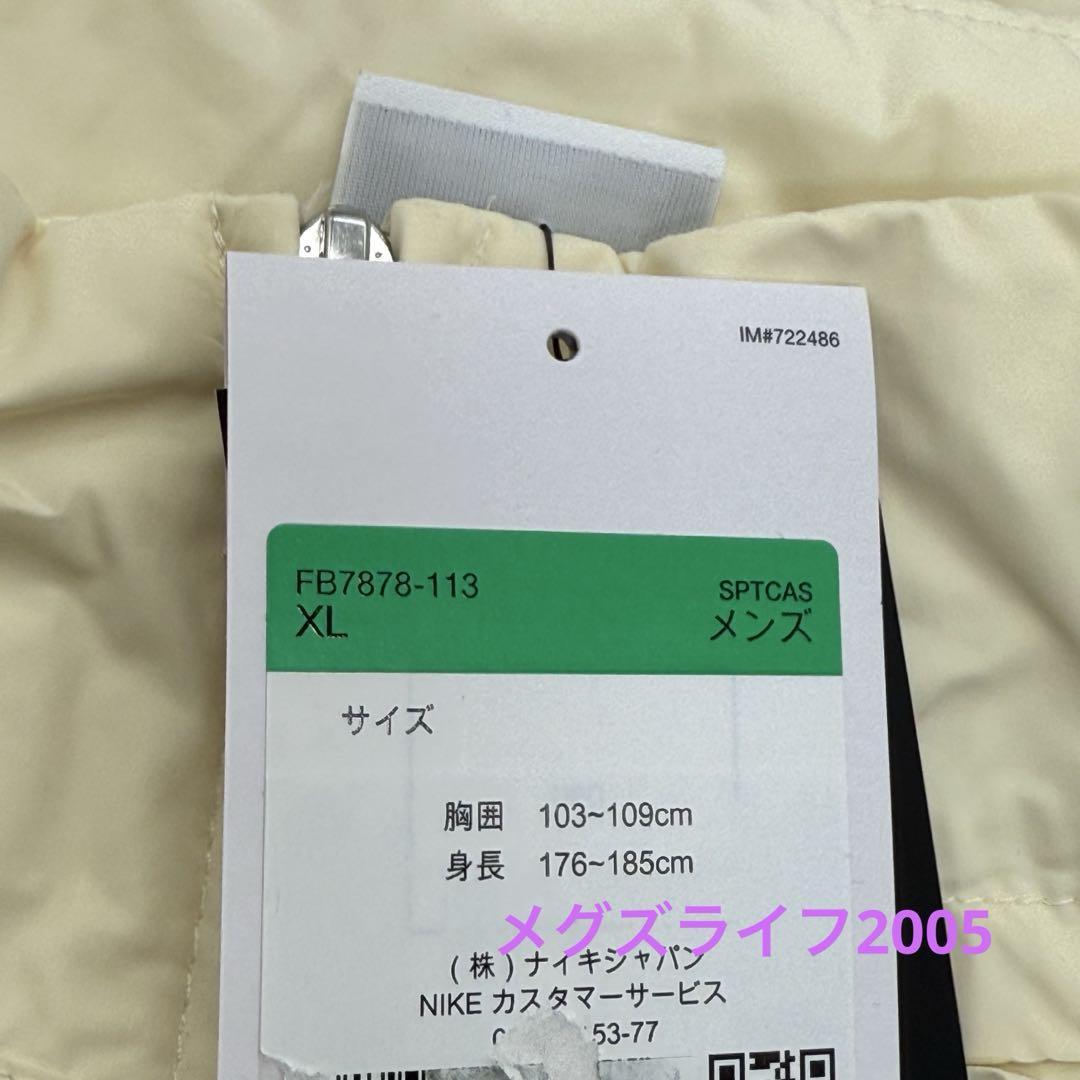 IM#722486
FB7878-113
SPTCAS
XL
メンズ
サイズ
胸囲 103~109cm
身長 176~185cm
メグズライフ2005
(株)ナイキジャパン
NIKE カスタマーサービス
53-77